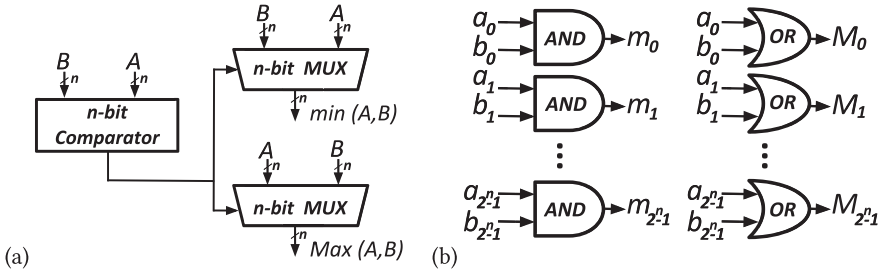 B A
n n
n-bit
Comparator
B A
n n
n-bit MUX
n
min (A,B)
A B
n n
n-bit MUX
n
Max (A,B)
(a)
a₀
b₀
AND
m₀
a₁
b₁
AND
m₁
a₂ⁿ₋₁
b₂ⁿ₋₁
AND
m₂ⁿ₋₁
a₀
b₀
OR
M₀
a₁
b₁
OR
M₁
a₂ⁿ₋₁
b₂ⁿ₋₁
OR
M₂ⁿ₋₁
(b)